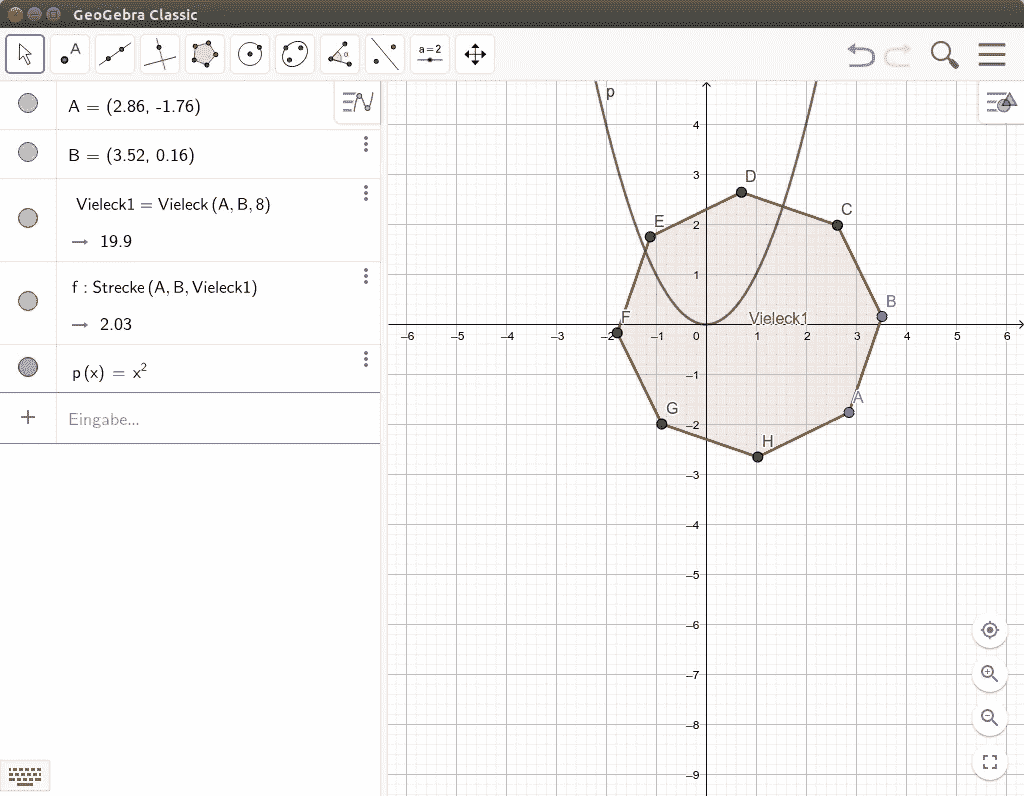 GeoGebra Classic
A
α
a=2
A = (2.86, -1.76)
B = (3.52, 0.16)
Vieleck1 = Vieleck (A, B, 8)
→ 19.9
f : Strecke (A, B, Vieleck1)
→ 2.03
p (x) = x²
+ Eingabe...
p
4
D
3
C
E
2
1
B
Vieleck1
F
–6 –5 –4 –3 –2 –1 0 1 2 3 4 5 6
–1
A
G
–2
H
–3
–4
–5
–6
–7
–8
–9